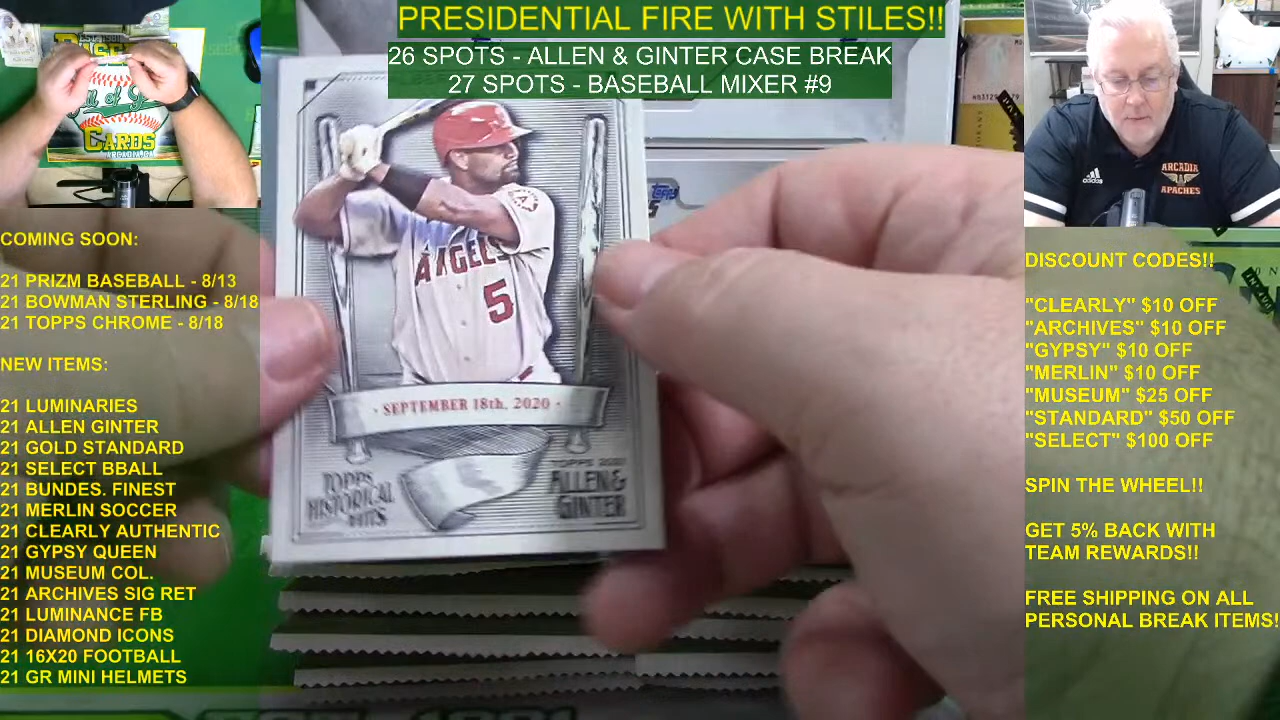 PRESIDENTIAL FIRE WITH STILES!!
26 SPOTS - ALLEN & GINTER CASE BREAK
27 SPOTS - BASEBALL MIXER #9
BASEBALL
CARDS
COMING SOON:
21 PRIZM BASEBALL - 8/13
21 BOWMAN STERLING - 8/18
21 TOPPS CHROME - 8/18
NEW ITEMS:
21 LUMINARIES
21 ALLEN GINTER
21 GOLD STANDARD
21 SELECT BBALL
21 BUNDES. FINEST
21 MERLIN SOCCER
21 CLEARLY AUTHENTIC
21 GYPSY QUEEN
21 MUSEUM COL.
21 ARCHIVES SIG RET
21 LUMINANCE FB
21 DIAMOND ICONS
21 16X20 FOOTBALL
21 GR MINI HELMETS
ANGELS
5
· SEPTEMBER 18th, 2020 ·
TOPPS
HISTORICAL
HITS
TOPPS 2021
ALLEN &
GINTER
TOPPS
adidas
ARCADIA
APACHES
DISCOUNT CODES!!
"CLEARLY" $10 OFF
"ARCHIVES" $10 OFF
"GYPSY" $10 OFF
"MERLIN" $10 OFF
"MUSEUM" $25 OFF
"STANDARD" $50 OFF
"SELECT" $100 OFF
SPIN THE WHEEL!!
GET 5% BACK WITH
TEAM REWARDS!!
FREE SHIPPING ON ALL
PERSONAL BREAK ITEMS!